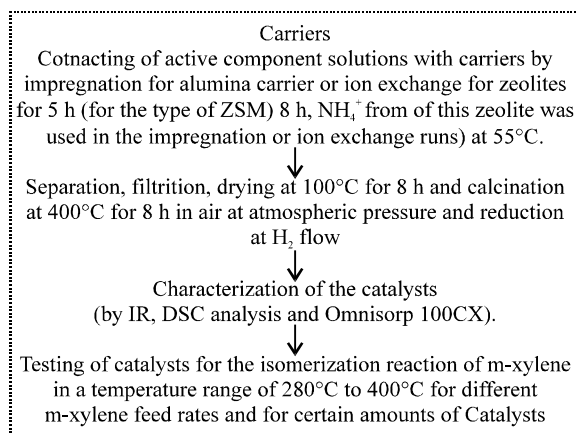 Carriers
Cotnacting of active component solutions with carriers by
impregnation for alumina carrier or ion exchange for zeolites
for 5 h (for the type of ZSM) 8 h, NH₄⁺ from of this zeolite was
used in the impregnation or ion exchange runs) at 55°C.
Separation, filtrition, drying at 100°C for 8 h and calcination
at 400°C for 8 h in air at atmospheric pressure and reduction
at H₂ flow
Characterization of the catalysts
(by IR, DSC analysis and Omnisorp 100CX).
Testing of catalysts for the isomerization reaction of m-xylene
in a temperature range of 280°C to 400°C for different
m-xylene feed rates and for certain amounts of Catalysts